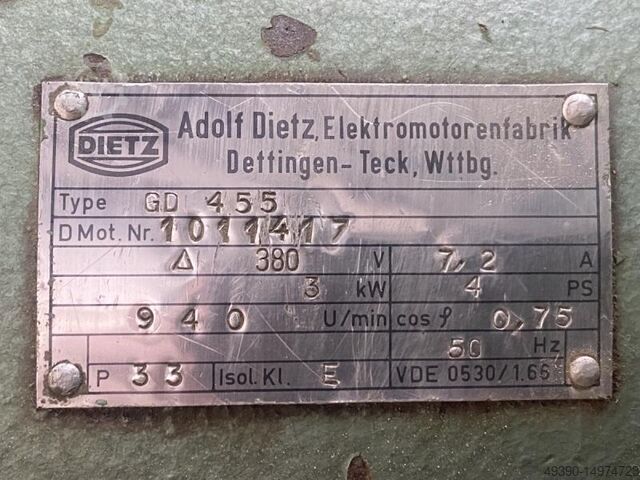 DIETZ
Adolf Dietz, Elektromotorenfabrik
Dettingen-Teck, Wttbg.
Type GD 455
D Mot. Nr. 1011417
Δ 380 V 7,2 A
3 kW 4 PS
940 U/min cos φ 0,75
50 Hz
P 33 Isol. Kl. E VDE 0530/1.66
49390-14974729